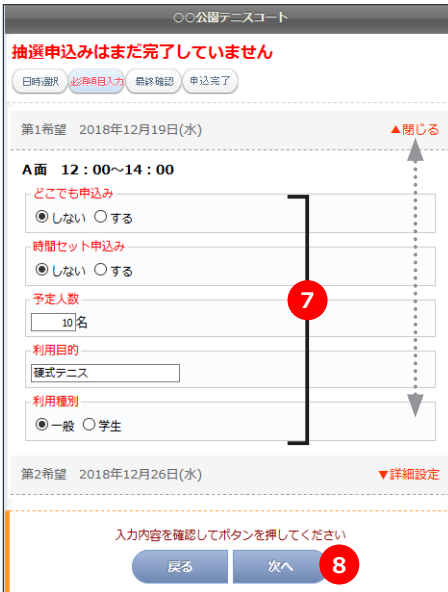 ○○公園テニスコート
抽選申込みはまだ完了していません
日時選択 必須項目入力 最終確認 申込完了
第1希望 2018年12月19日(水) ▲閉じる
A面 12:00～14:00
どこでも申込み
しない する
時間セット申込み
しない する
予定人数
10名
利用目的
硬式テニス
利用種別
一般 学生
7
第2希望 2018年12月26日(水) ▼詳細設定
入力内容を確認してボタンを押してください
戻る 次へ 8